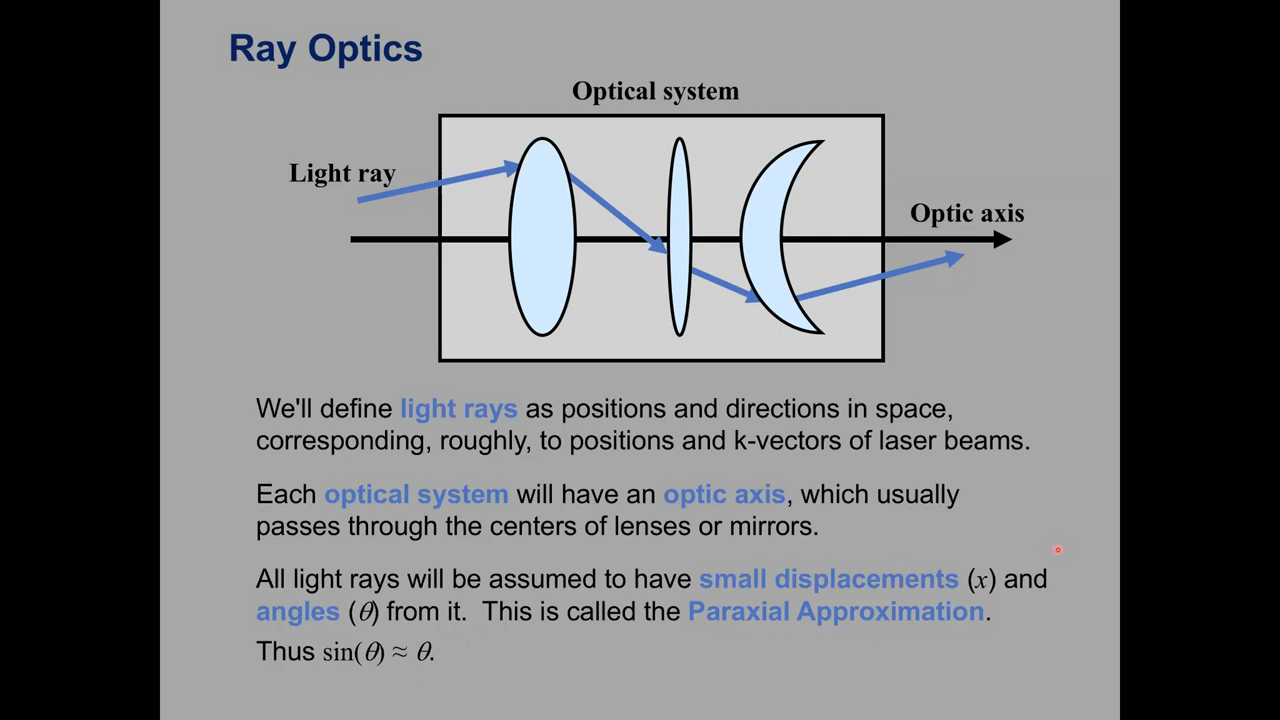 Ray Optics
Optical system
Light ray
Optic axis
We'll define light rays as positions and directions in space,
corresponding, roughly, to positions and k-vectors of laser beams.
Each optical system will have an optic axis, which usually
passes through the centers of lenses or mirrors.
All light rays will be assumed to have small displacements (x) and
angles (θ) from it.  This is called the Paraxial Approximation.
Thus sin(θ) ≈ θ.